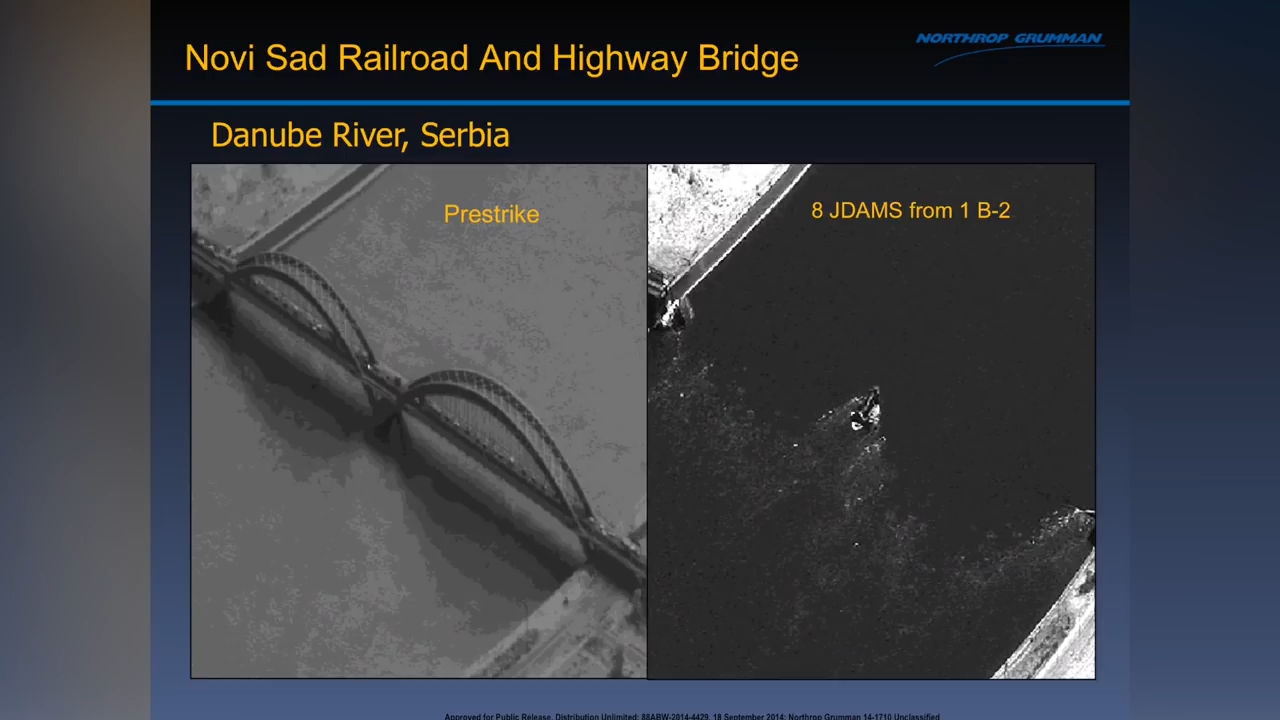 Novi Sad Railroad And Highway Bridge
NORTHROP GRUMMAN
Danube River, Serbia
Prestrike
8 JDAMS from 1 B-2
Approved for Public Release, Distribution Unlimited: 88ABW-2014-4429, 18 September 2014; Northrop Grumman 14-1710 Unclassified